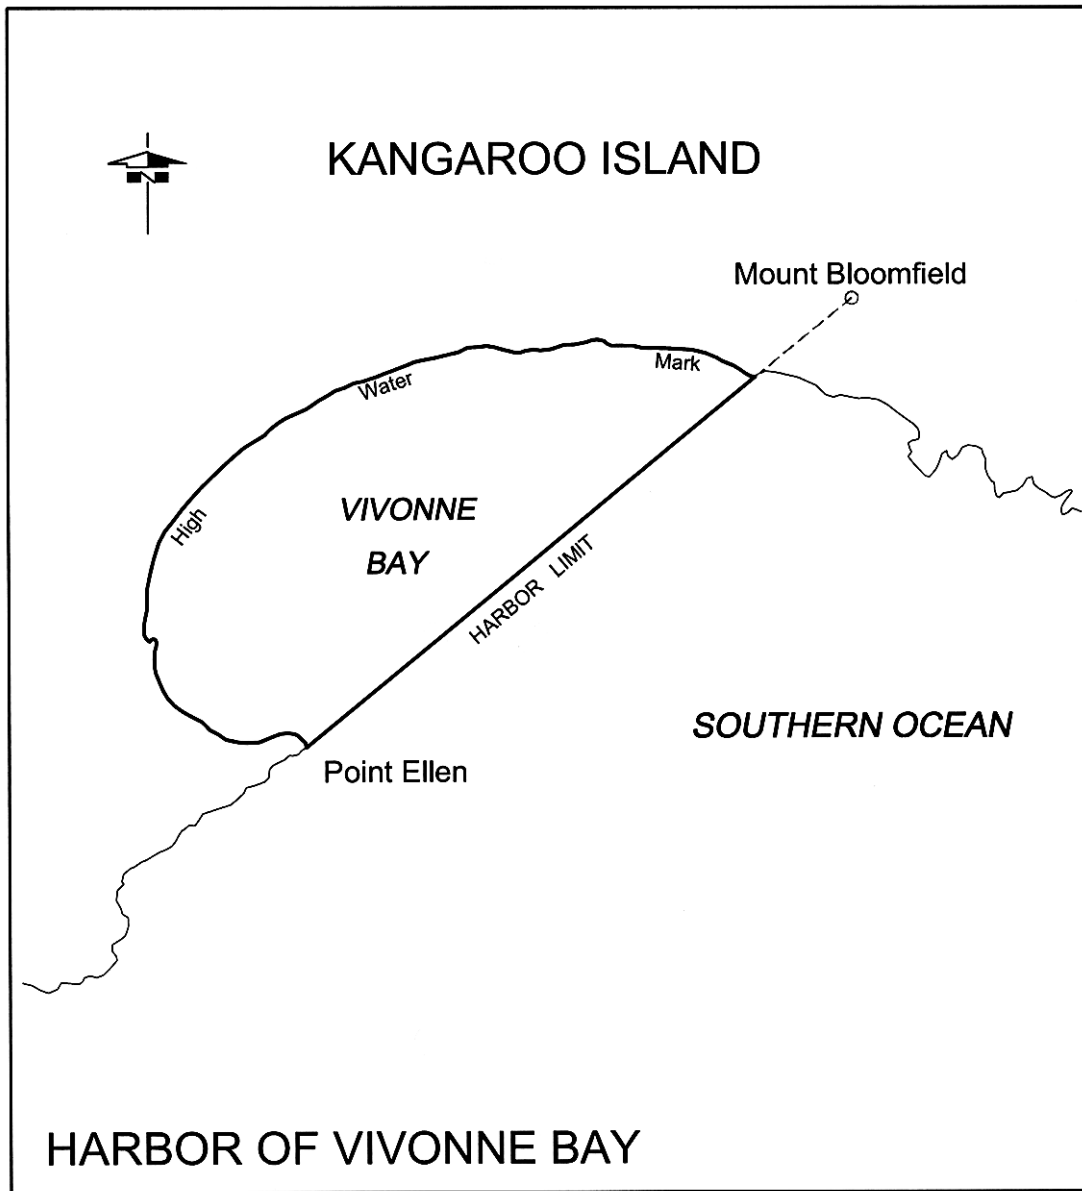 N
KANGAROO ISLAND
Mount Bloomfield
High Water Mark
VIVONNE
BAY
HARBOR LIMIT
SOUTHERN OCEAN
Point Ellen
HARBOR OF VIVONNE BAY